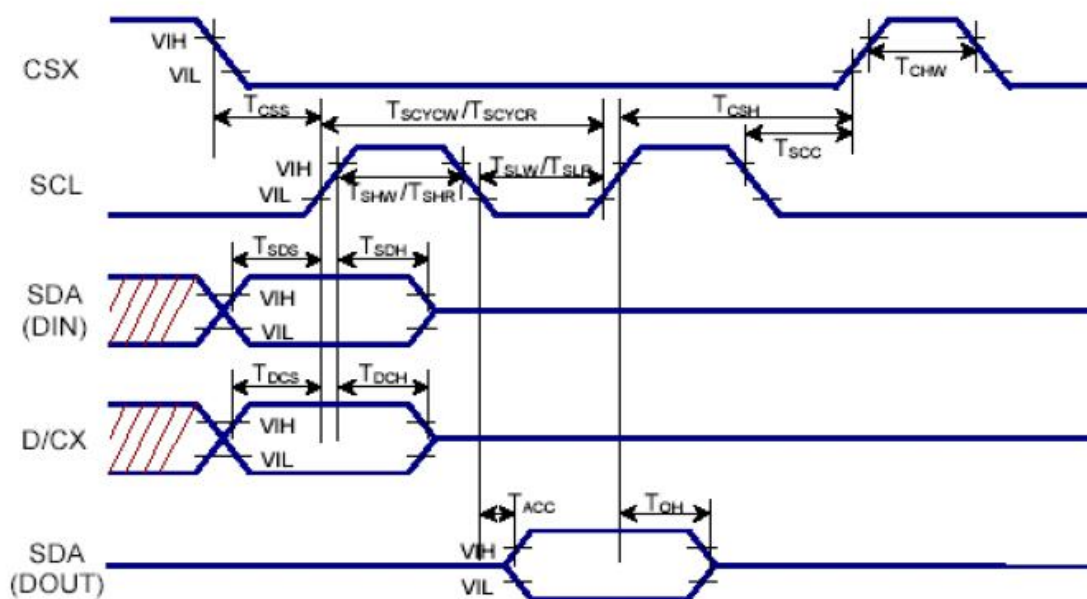 CSX
VIH
VIL
TCSS
TSCYCW/TSCYCR
TCSH
TCHW
TSCC
SCL
VIH
VIL
TSHW/TSHR
TSLW/TSLR
SDA
(DIN)
TSDS
TSDH
VIH
VIL
D/CX
TDCS
TDCH
VIH
VIL
SDA
(DOUT)
TACC
TOH
VIH
VIL